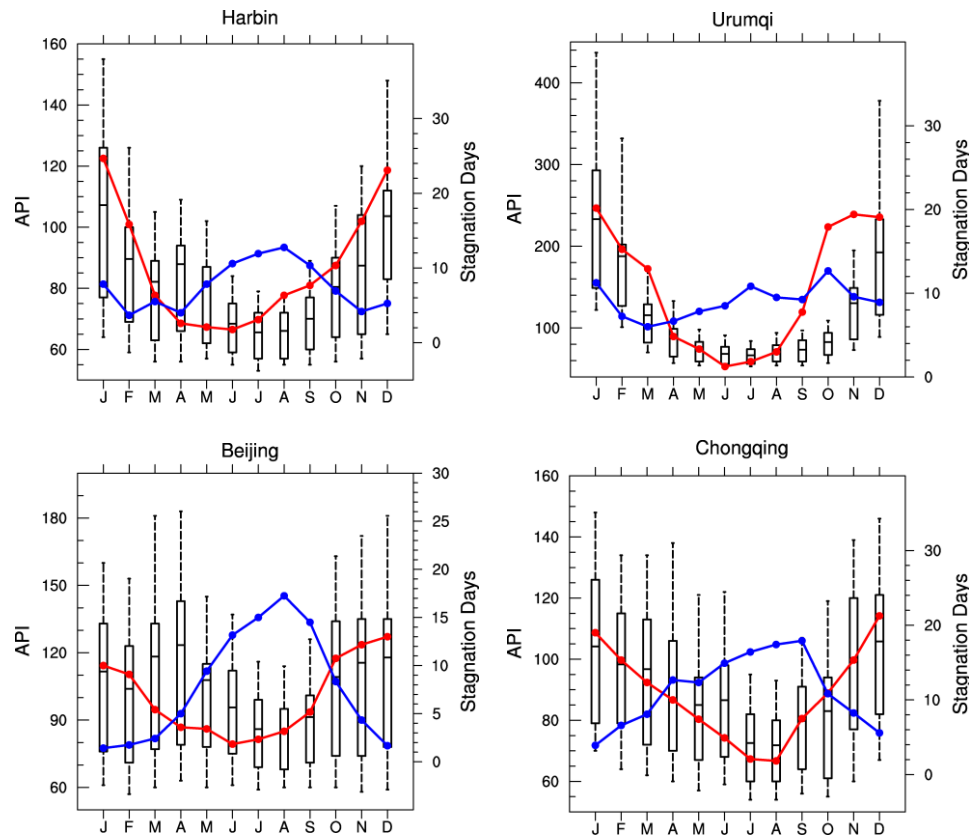 Harbin
160
140
120
100
80
60
API
30
20
10
0
Stagnation Days
J F M A M J J A S O N D
Urumqi
400
300
200
100
API
30
20
10
0
Stagnation Days
J F M A M J J A S O N D
Beijing
180
150
120
90
60
API
30
25
20
15
10
5
0
Stagnation Days
J F M A M J J A S O N D
Chongqing
160
140
120
100
80
60
API
30
20
10
0
Stagnation Days
J F M A M J J A S O N D